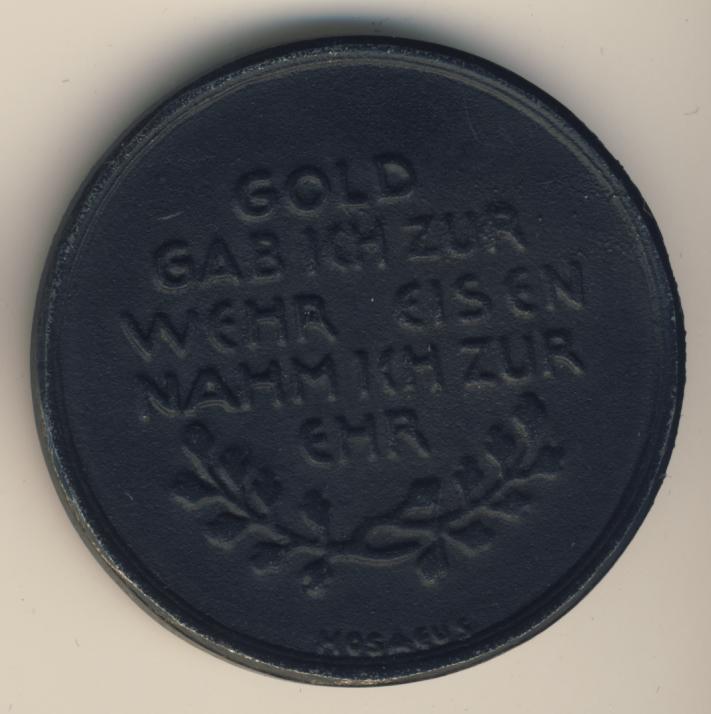 GOLD
GAB ICH ZUR
WEHR EISEN
NAHM ICH ZUR
EHR
HOSAEUS